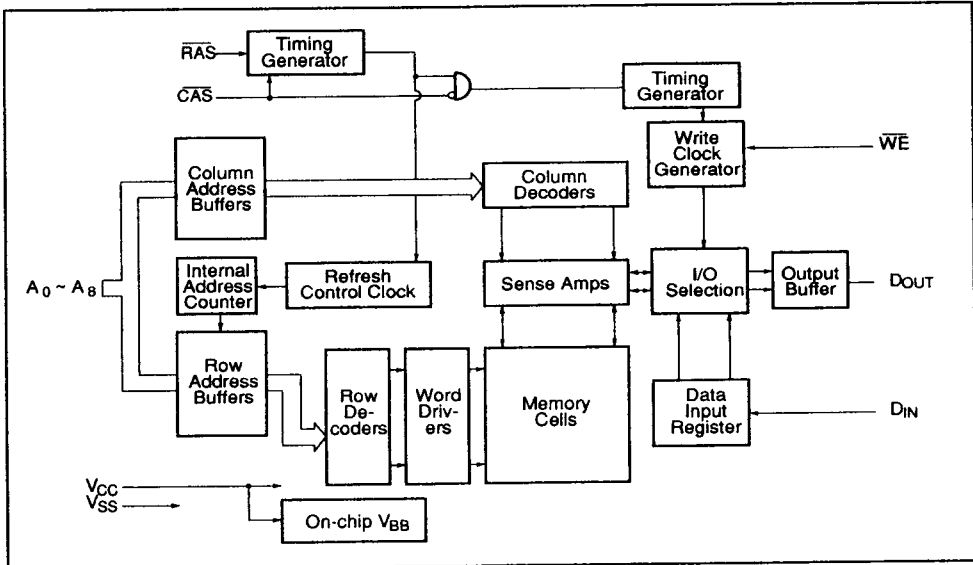 RAS
Timing
Generator
CAS
Timing
Generator
Write
Clock
Generator
WE
Column
Address
Buffers
Column
Decoders
Internal
Address
Counter
Refresh
Control Clock
Sense Amps
I/O
Selection
Output
Buffer
DOUT
A0 ~ A8
Row
Address
Buffers
Row
De-
coders
Word
Driv-
ers
Memory
Cells
Data
Input
Register
DIN
VCC
VSS
On-chip VBB